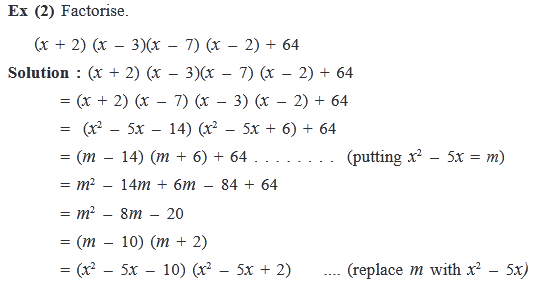 Ex (2) Factorise.
(x + 2) (x – 3)(x – 7) (x – 2) + 64
Solution : (x + 2) (x – 3)(x – 7) (x – 2) + 64
= (x + 2) (x – 7) (x – 3) (x – 2) + 64
= (x² – 5x – 14) (x² – 5x + 6) + 64
= (m – 14) (m + 6) + 64 . . . . . . . . (putting x² – 5x = m)
= m² – 14m + 6m – 84 + 64
= m² – 8m – 20
= (m – 10) (m + 2)
= (x² – 5x – 10) (x² – 5x + 2) .... (replace m with x² – 5x)